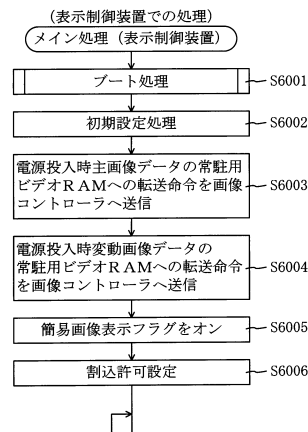 (表示制御装置での処理)
メイン処理（表示制御装置）
ブート処理
S6001
初期設定処理
S6002
電源投入時主画像データの常駐用
ビデオＲＡＭへの転送命令を画像
コントローラへ送信
S6003
電源投入時変動画像データの
常駐用ビデオＲＡＭへの転送命令
を画像コントローラへ送信
S6004
簡易画像表示フラグをオン
S6005
割込許可設定
S6006